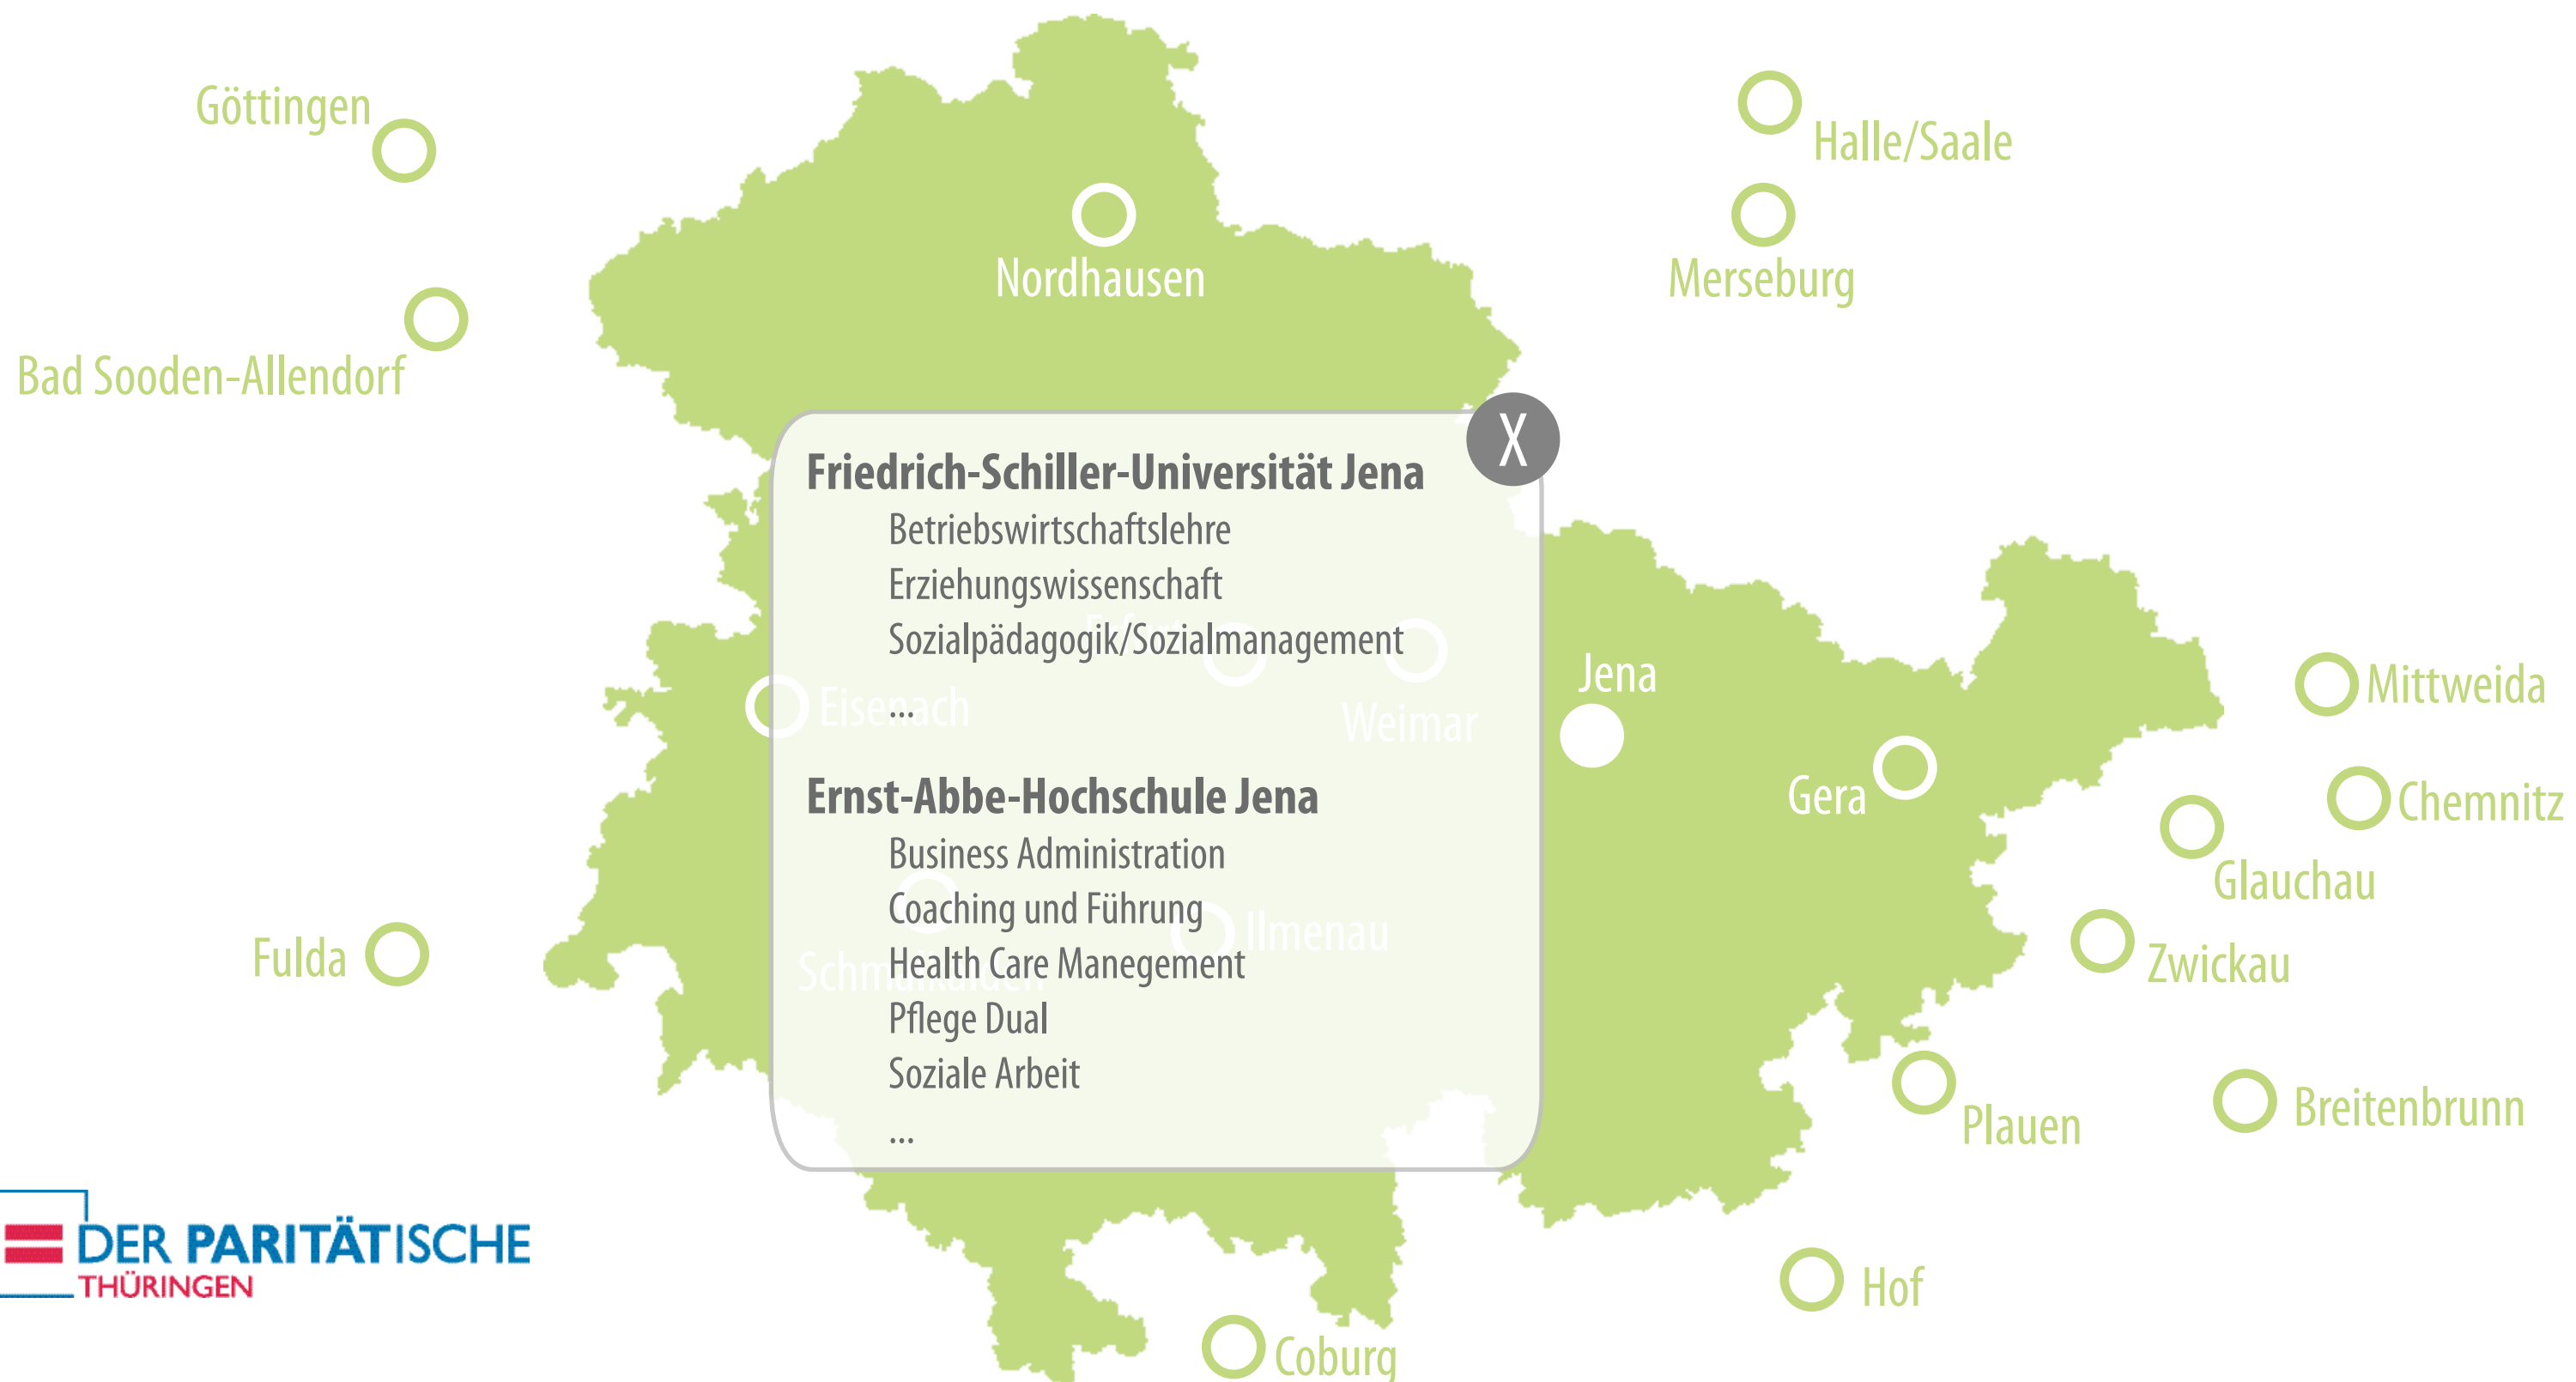 Göttingen
Halle/Saale
Nordhausen
Merseburg
Bad Sooden-Allendorf
X
Friedrich-Schiller-Universität Jena
Betriebswirtschaftslehre
Erziehungswissenschaft
Sozialpädagogik/Sozialmanagement
...
Ernst-Abbe-Hochschule Jena
Business Administration
Coaching und Führung
Health Care Manegement
Pflege Dual
Soziale Arbeit
...
Erfurt
Eisenach
Weimar
Schmalkalden
Ilmenau
Jena
Gera
Mittweida
Chemnitz
Glauchau
Zwickau
Fulda
Plauen
Breitenbrunn
Hof
Coburg
DER PARITÄTISCHE
THÜRINGEN